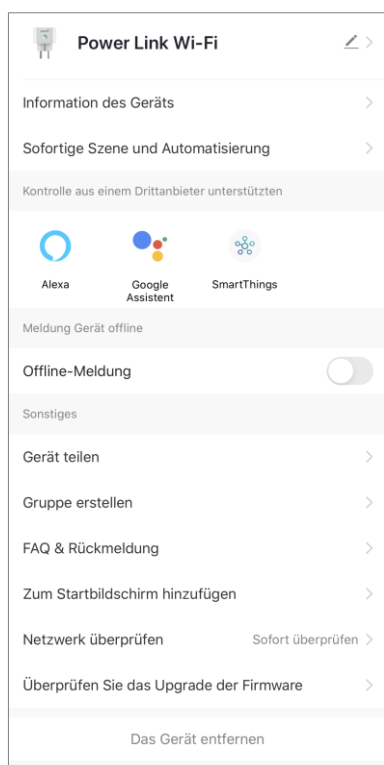 Power Link Wi-Fi
Information des Geräts
Sofortige Szene und Automatisierung
Kontrolle aus einem Drittanbieter unterstützten
Alexa
Google
Assistent
SmartThings
Meldung Gerät offline
Offline-Meldung
Sonstiges
Gerät teilen
Gruppe erstellen
FAQ & Rückmeldung
Zum Startbildschirm hinzufügen
Netzwerk überprüfen Sofort überprüfen
Überprüfen Sie das Upgrade der Firmware
Das Gerät entfernen